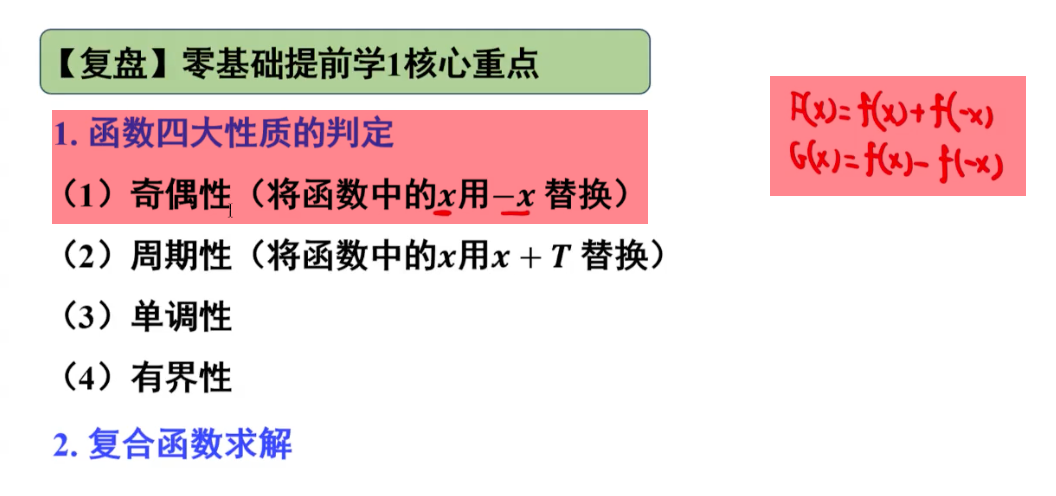 【复盘】零基础提前学1核心重点
1. 函数四大性质的判定
（1）奇偶性（将函数中的x用−x 替换）
F(x)=f(x)+f(-x)
G(x)=f(x)-f(-x)
（2）周期性（将函数中的x用x + T 替换）
（3）单调性
（4）有界性
2. 复合函数求解